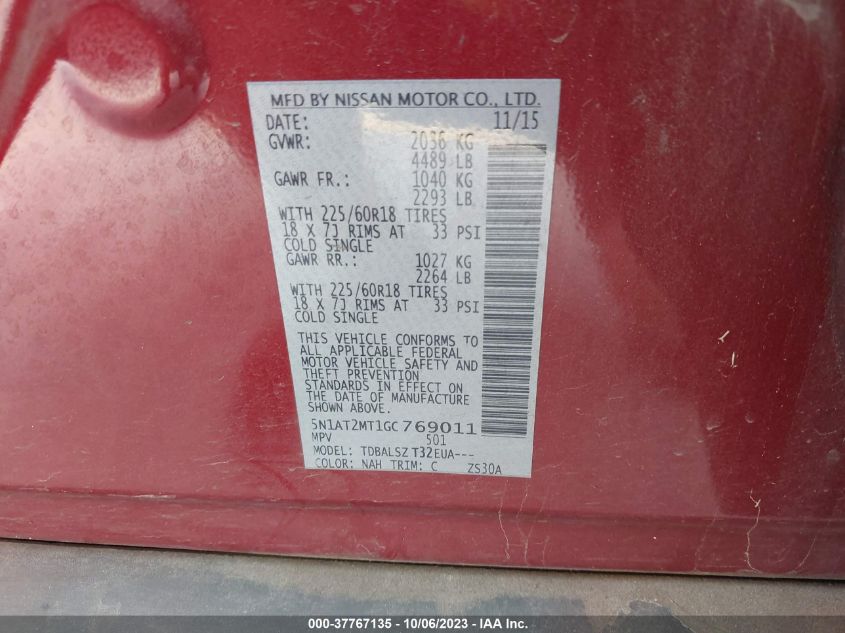 MFD BY NISSAN MOTOR CO., LTD.
DATE: 11/15
GVWR: 2036 KG
4489 LB
GAWR FR.: 1040 KG
2293 LB
WITH 225/60R18 TIRES
18 X 7J RIMS AT 33 PSI
COLD SINGLE
GAWR RR.: 1027 KG
2264 LB
WITH 225/60R18 TIRES
18 X 7J RIMS AT 33 PSI
COLD SINGLE
THIS VEHICLE CONFORMS TO
ALL APPLICABLE FEDERAL
MOTOR VEHICLE SAFETY AND
THEFT PREVENTION
STANDARDS IN EFFECT ON
THE DATE OF MANUFACTURE
SHOWN ABOVE.
5N1AT2MT1GC769011
MPV 501
MODEL: TDBALSZ T32EUA---
COLOR: NAH TRIM: C ZS30A
000-37767135 - 10/06/2023 - IAA Inc.